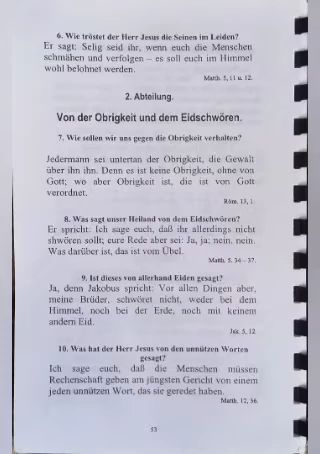 6. Wie tröstet der Herr Jesus die Seinen im Leiden?
Er sagt: Selig seid ihr, wenn euch die Menschen
schmähen und verfolgen – es soll euch im Himmel
wohl belohnet werden.
Matth. 5, 11 u. 12.
2. Abteilung.
Von der Obrigkeit und dem Eidschwören.
7. Wie sollen wir uns gegen die Obrigkeit verhalten?
Jedermann sei untertan der Obrigkeit, die Gewalt
über ihn ihn. Denn es ist keine Obrigkeit, ohne von
Gott; wo aber Obrigkeit ist, die ist von Gott
verordnet.
Röm. 13, 1.
8. Was sagt unser Heiland von dem Eidschwören?
Er spricht: Ich sage euch, daß ihr allerdings nicht
schwören sollt; eure Rede aber sei: Ja, ja; nein, nein.
Was darüber ist, das ist vom Übel.
Matth. 5. 34 – 37.
9. Ist dieses von allerhand Eiden gesagt?
Ja, denn Jakobus spricht: Vor allen Dingen aber,
meine Brüder, schwöret nicht, weder bei dem
Himmel, noch bei der Erde, noch mit keinem
andern Eid.
Jak. 5, 12.
10. Was hat der Herr Jesus von den unnützen Worten
gesagt?
Ich sage euch, daß die Menschen müssen
Rechenschaft geben am jüngsten Gericht von einem
jeden unnützen Wort, das sie geredet haben.
Matth. 12, 36.
53